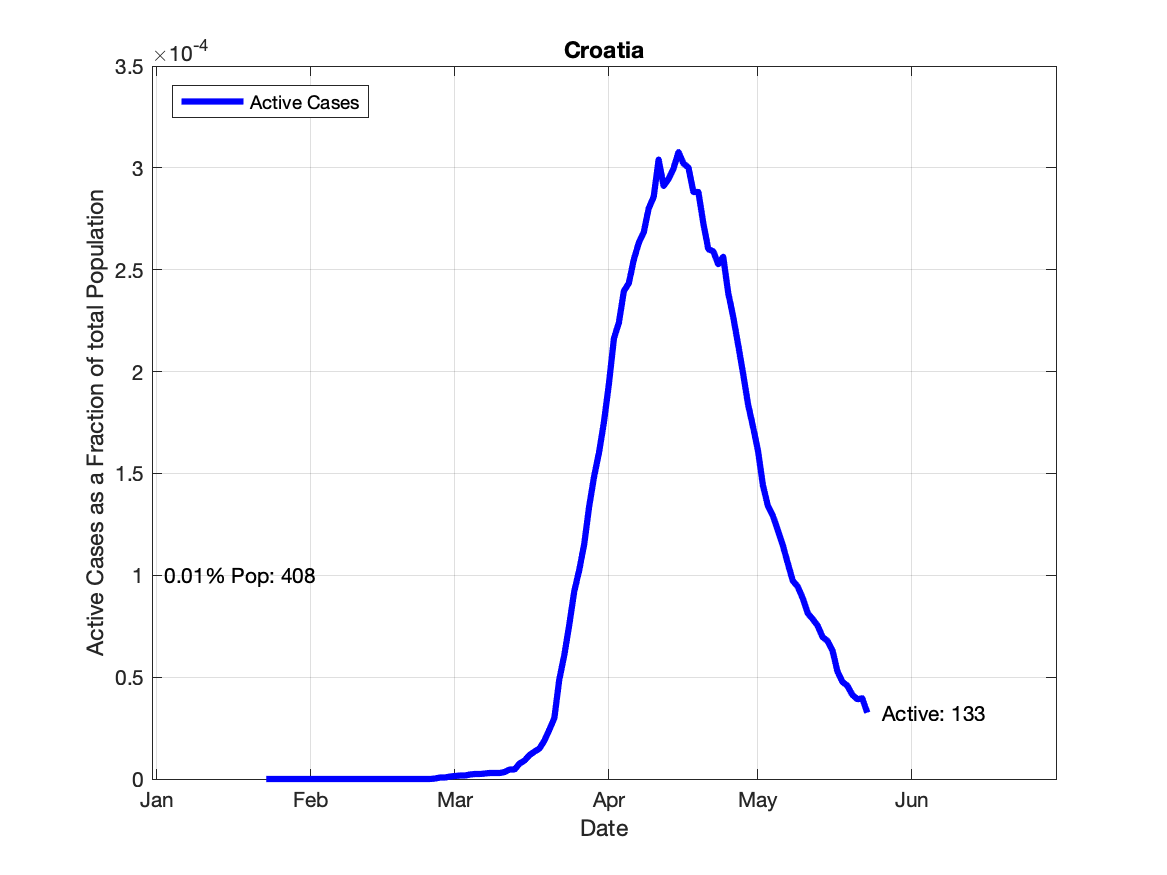 Croatia
×10-4
3.5
3
2.5
2
1.5
1
0.5
0
Active Cases as a Fraction of total Population
Active Cases
0.01% Pop: 408
Active: 133
Jan Feb Mar Apr May Jun
Date